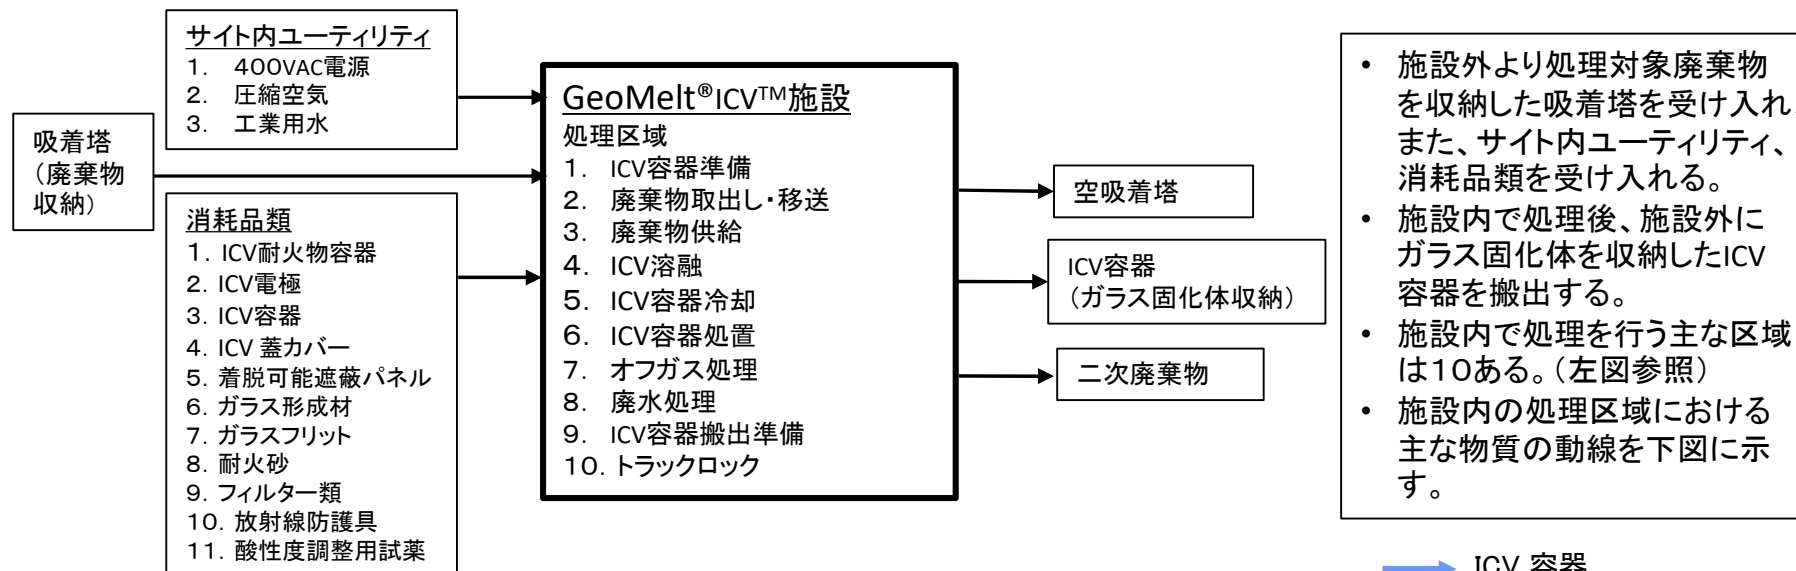 サイト内ユーティリティ
1. 400VAC電源
2. 圧縮空気
3. 工業用水
吸着塔
（廃棄物
収納）
消耗品類
1. ICV耐火物容器
2. ICV電極
3. ICV容器
4. ICV 蓋カバー
5. 着脱可能遮蔽パネル
6. ガラス形成材
7. ガラスフリット
8. 耐火砂
9. フィルター類
10. 放射線防護具
11. 酸性度調整用試薬
GeoMelt®ICV™施設
処理区域
1. ICV容器準備
2. 廃棄物取出し・移送
3. 廃棄物供給
4. ICV溶融
5. ICV容器冷却
6. ICV容器処置
7. オフガス処理
8. 廃水処理
9. ICV容器搬出準備
10. トラックロック
空吸着塔
ICV容器
（ガラス固化体収納）
二次廃棄物
• 施設外より処理対象廃棄物
を収納した吸着塔を受け入れ、
また、サイト内ユーティリティ、
消耗品類を受け入れる。
• 施設内で処理後、施設外に
ガラス固化体を収納したICV
容器を搬出する。
• 施設内で処理を行う主な区域
は10ある。（左図参照）
• 施設内の処理区域における
主な物質の動線を下図に示
す。
ICV 容器